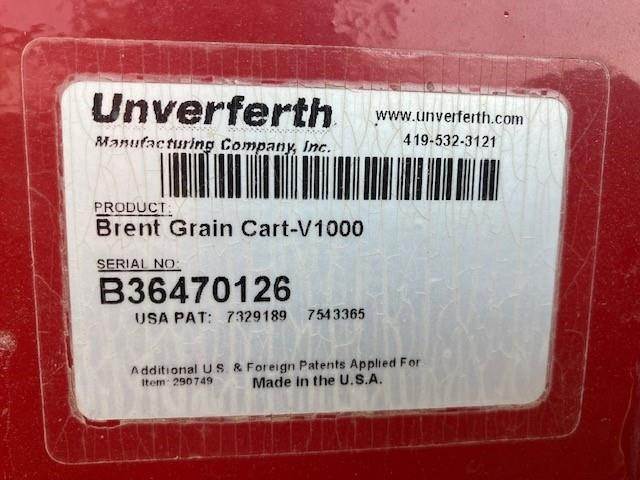 Unverferth
www.unverferth.com
Manufacturing Company, Inc.
419-532-3121
PRODUCT:
Brent Grain Cart-V1000
SERIAL NO:
B36470126
USA PAT: 7329189 7543365
Additional U.S. & Foreign Patents Applied For
Item: 290749 Made in the U.S.A.